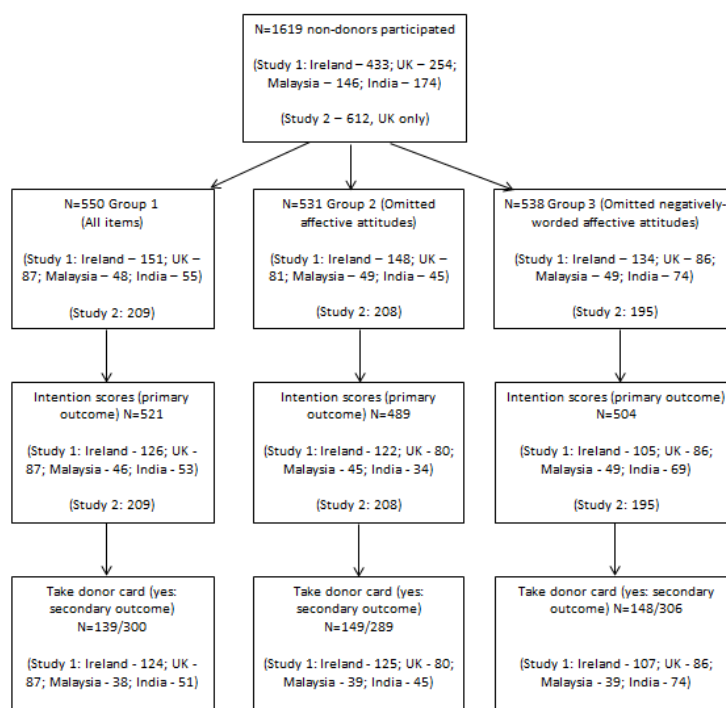 N=1619 non-donors participated
(Study 1: Ireland – 433; UK – 254;
Malaysia – 146; India – 174)
(Study 2 – 612, UK only)
N=550 Group 1
(All items)
(Study 1: Ireland – 151; UK –
87; Malaysia – 48; India – 55)
(Study 2: 209)
N=531 Group 2 (Omitted
affective attitudes)
(Study 1: Ireland – 148; UK –
81; Malaysia – 49; India – 45)
(Study 2: 208)
N=538 Group 3 (Omitted negatively-
worded affective attitudes)
(Study 1: Ireland – 134; UK – 86;
Malaysia – 49; India – 74)
(Study 2: 195)
Intention scores (primary
outcome) N=521
(Study 1: Ireland - 126; UK -
87; Malaysia - 46; India - 53)
(Study 2: 209)
Intention scores (primary
outcome) N=489
(Study 1: Ireland - 122; UK - 80;
Malaysia - 45; India - 34)
(Study 2: 208)
Intention scores (primary outcome)
N=504
(Study 1: Ireland - 105; UK - 86;
Malaysia - 49; India - 69)
(Study 2: 195)
Take donor card (yes:
secondary outcome)
N=139/300
(Study 1: Ireland - 124; UK -
87; Malaysia - 38; India - 51)
Take donor card (yes:
secondary outcome)
N=149/289
(Study 1: Ireland - 125; UK - 80;
Malaysia - 39; India - 45)
Take donor card (yes: secondary
outcome) N=148/306
(Study 1: Ireland - 107; UK - 86;
Malaysia - 39; India - 74)